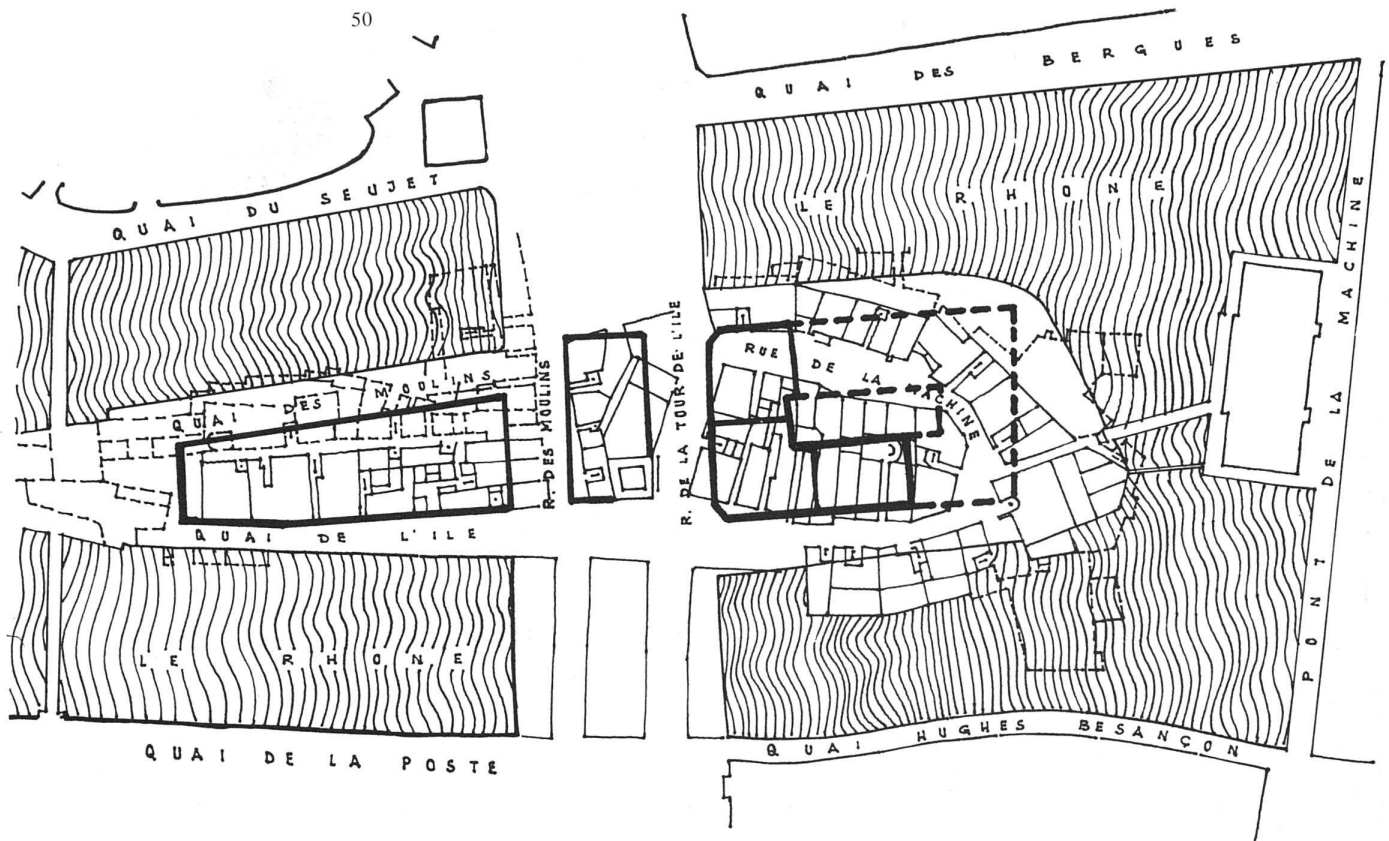 50
QUAI DES BERGUES
QUAI DU SEUJET
LE RHONE
PONT DE LA MACHINE
QUAI DES MOULINS
R. DES MOULINS
R. DE LA TOUR DE L'ILE
RUE DE LA MACHINE
QUAI DE L'ILE
LE RHONE
QUAI DE LA POSTE
QUAI HUGHES BESANÇON